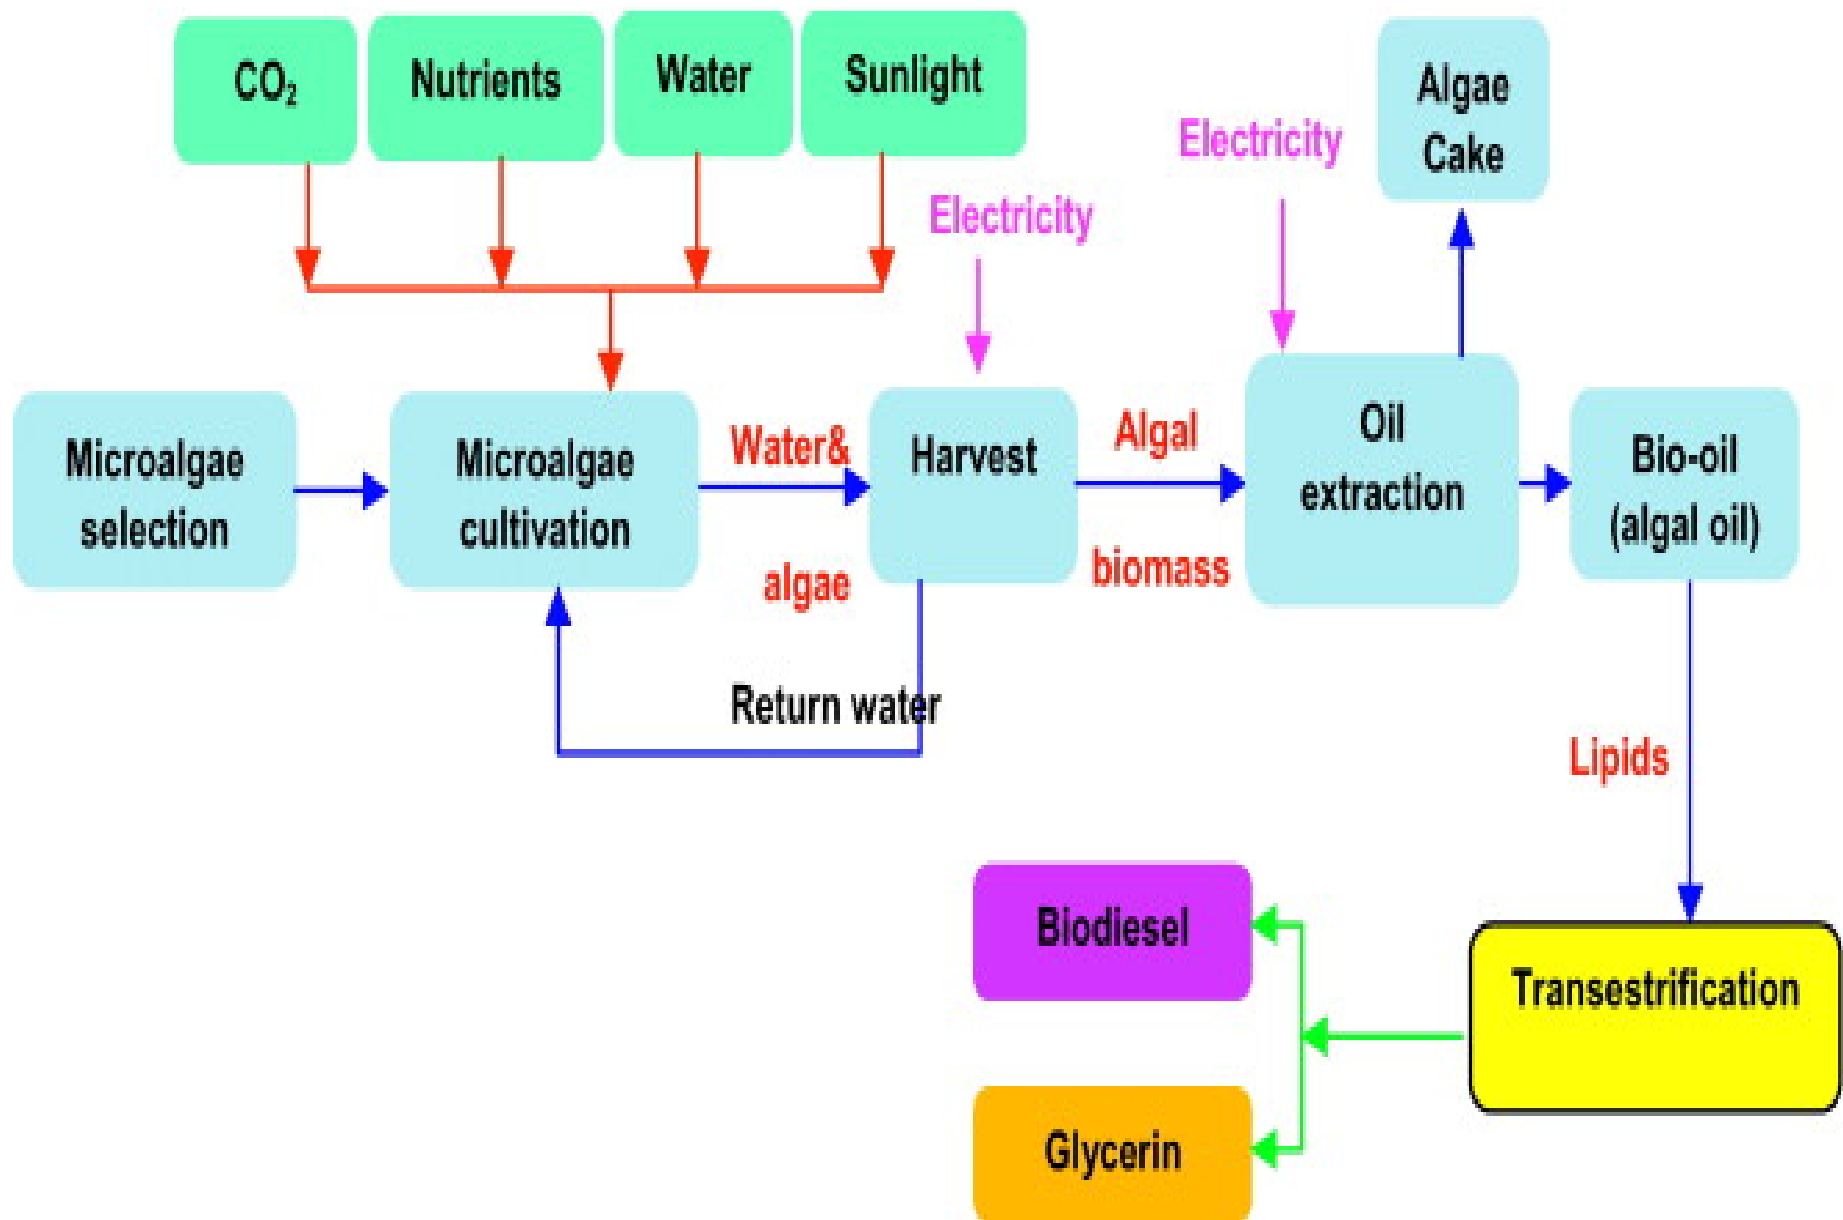 CO₂
Nutrients
Water
Sunlight
Electricity
Electricity
Algae
Cake
Microalgae
selection
Microalgae
cultivation
Water&
algae
Harvest
Algal
biomass
Oil
extraction
Bio-oil
(algal oil)
Return water
Lipids
Transestrification
Biodiesel
Glycerin